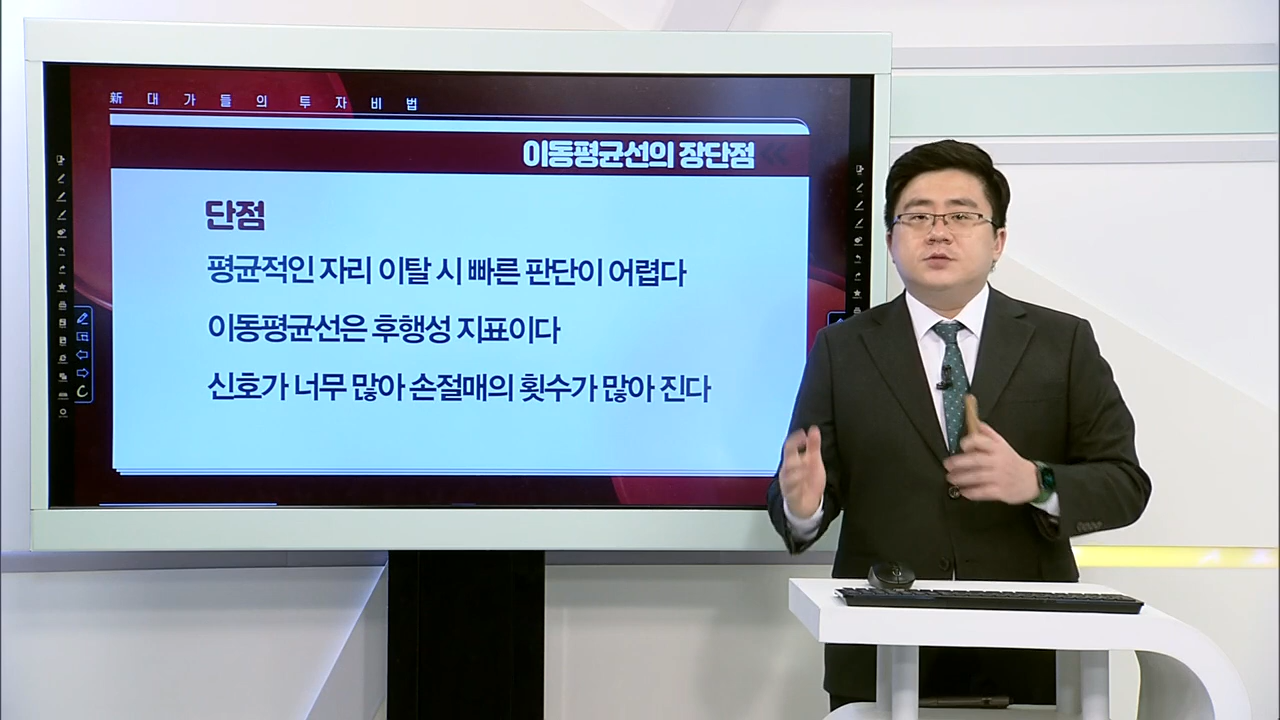 新대가들의 투자비법
이동평균선의 장단점
단점
평균적인 자리 이탈 시 빠른 판단이 어렵다
이동평균선은 후행성 지표이다
신호가 너무 많아 손절매의 횟수가 많아 진다